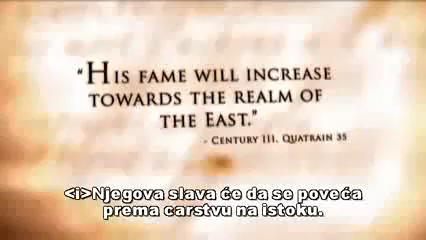 "His fame will increase
towards the realm of
the East."
- Century III, Quatrain 35
<i>Njegova slava će da se poveća
prema carstvu na istoku.